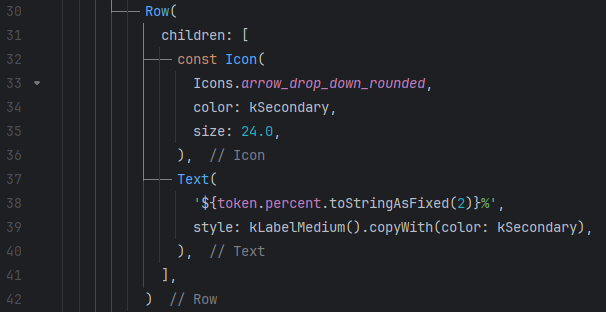 30 Row(
31 children: [
32 const Icon(
33 Icons.arrow_drop_down_rounded,
34 color: kSecondary,
35 size: 24.0,
36 ), // Icon
37 Text(
38 '${token.percent.toStringAsFixed(2)}%',
39 style: kLabelMedium().copyWith(color: kSecondary),
40 ), // Text
41 ],
42 ) // Row